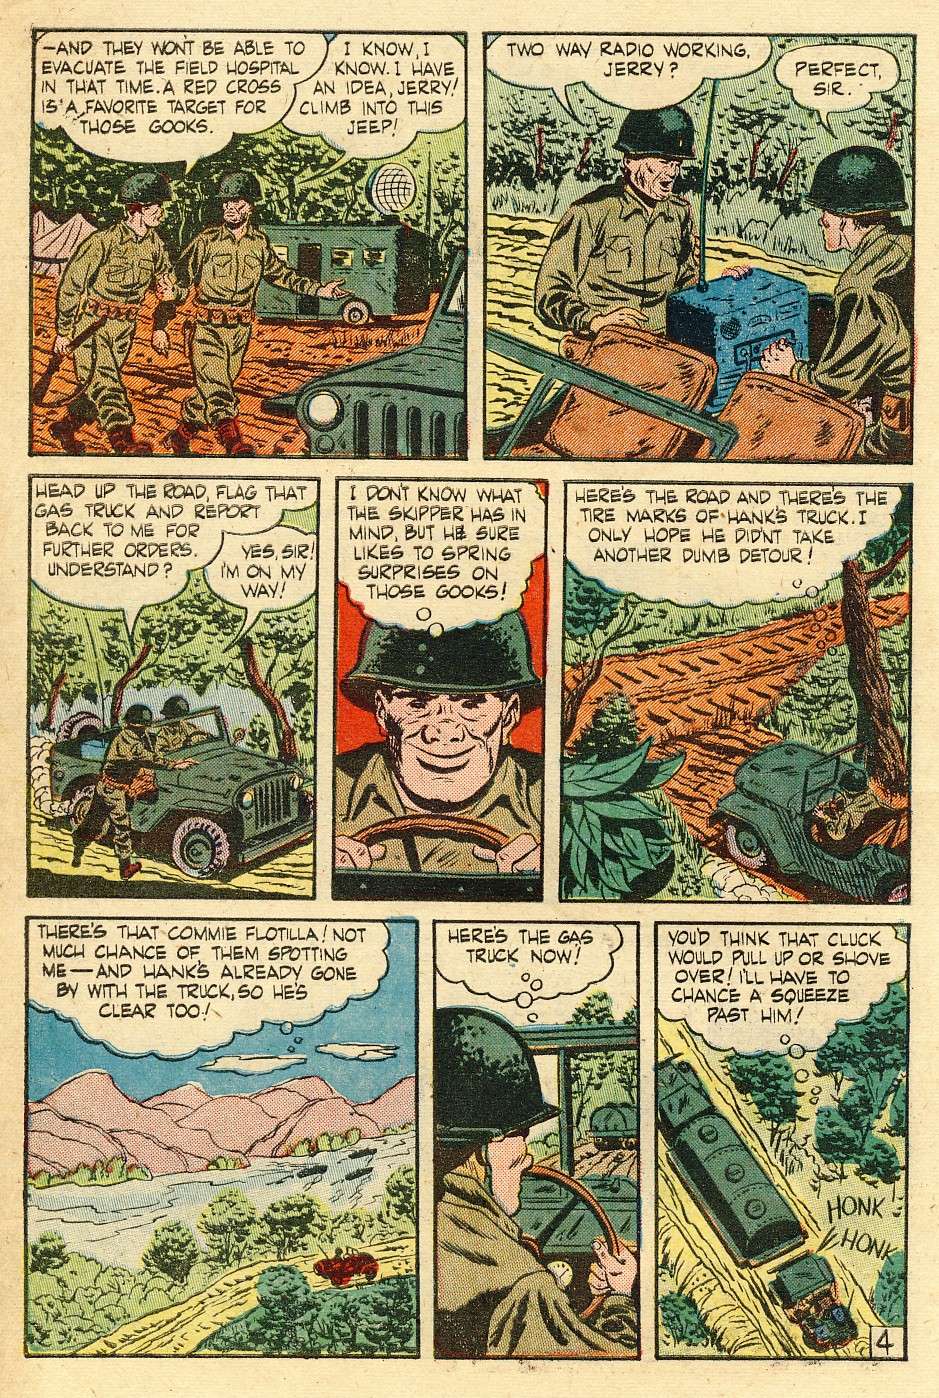 —AND THEY WON'T BE ABLE TO
EVACUATE THE FIELD HOSPITAL
IN THAT TIME. A RED CROSS
IS A FAVORITE TARGET FOR
THOSE GOOKS.
I KNOW, I
KNOW. I HAVE
AN IDEA, JERRY!
CLIMB INTO THIS
JEEP!
TWO WAY RADIO WORKING,
JERRY?
PERFECT,
SIR.
HEAD UP THE ROAD, FLAG THAT
GAS TRUCK AND REPORT
BACK TO ME FOR
FURTHER ORDERS.
UNDERSTAND?
YES, SIR!
I'M ON MY
WAY!
I DON'T KNOW WHAT
THE SKIPPER HAS IN
MIND, BUT HE SURE
LIKES TO SPRING
SURPRISES ON
THOSE GOOKS!
HERE'S THE ROAD AND THERE'S THE
TIRE MARKS OF HANK'S TRUCK. I
ONLY HOPE HE DIDN'T TAKE
ANOTHER DUMB DETOUR!
THERE'S THAT COMMIE FLOTILLA! NOT
MUCH CHANCE OF THEM SPOTTING
ME—AND HANK'S ALREADY GONE
BY WITH THE TRUCK, SO HE'S
CLEAR TOO!
HERE'S THE GAS
TRUCK NOW!
YOU'D THINK THAT CLUCK
WOULD PULL UP OR SHOVE
OVER! I'LL HAVE TO
CHANCE A SQUEEZE
PAST HIM!
HONK
HONK
4